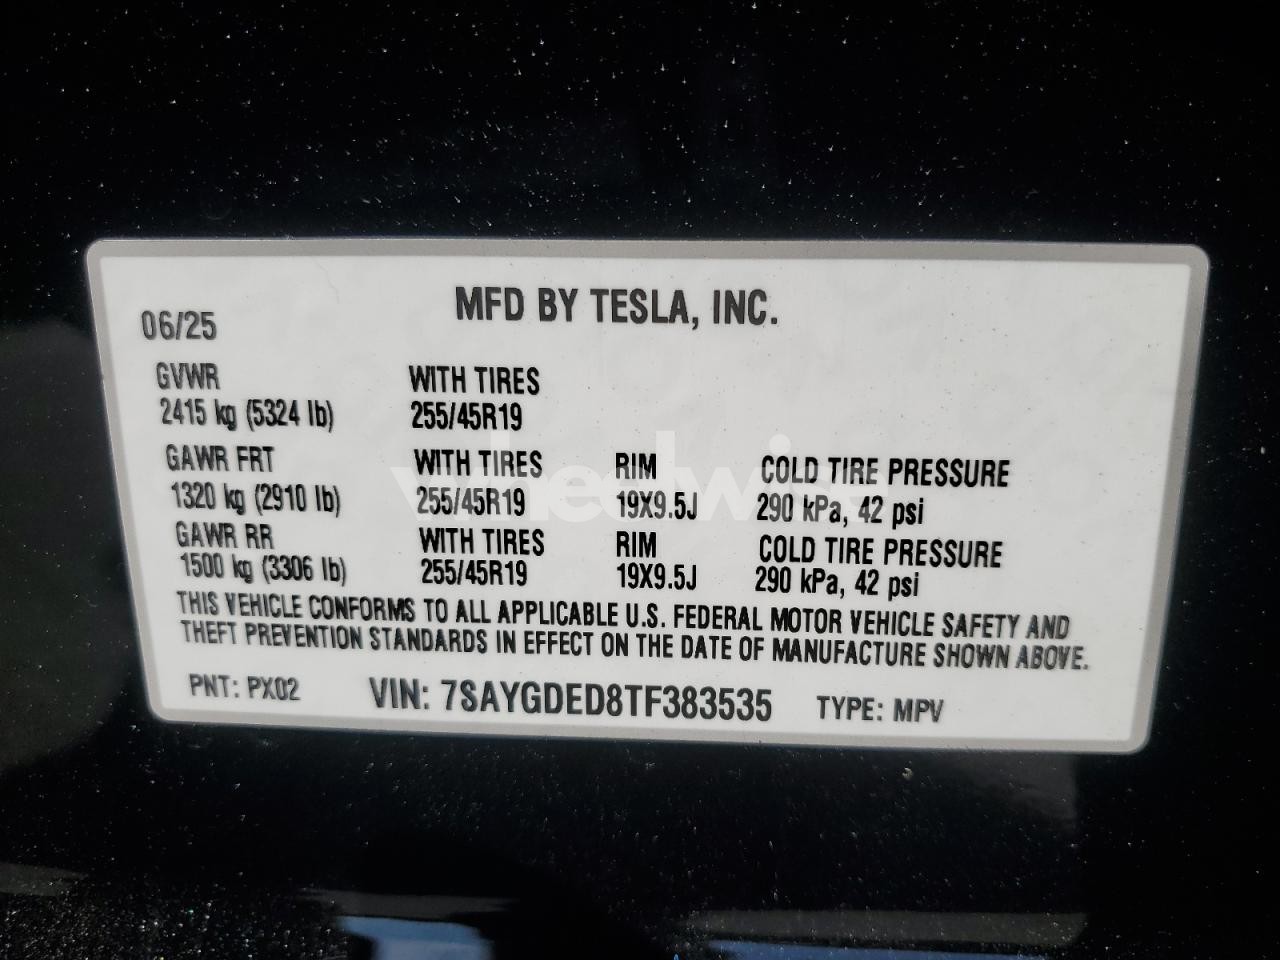 MFD BY TESLA, INC.
06/25
GVWR WITH TIRES
2415 kg (5324 lb) 255/45R19
GAWR FRT WITH TIRES RIM COLD TIRE PRESSURE
1320 kg (2910 lb) 255/45R19 19X9.5J 290 kPa, 42 psi
GAWR RR WITH TIRES RIM COLD TIRE PRESSURE
1500 kg (3306 lb) 255/45R19 19X9.5J 290 kPa, 42 psi
THIS VEHICLE CONFORMS TO ALL APPLICABLE U.S. FEDERAL MOTOR VEHICLE SAFETY AND
THEFT PREVENTION STANDARDS IN EFFECT ON THE DATE OF MANUFACTURE SHOWN ABOVE.
PNT: PX02 VIN: 7SAYGDED8TF383535 TYPE: MPV
wheelwise